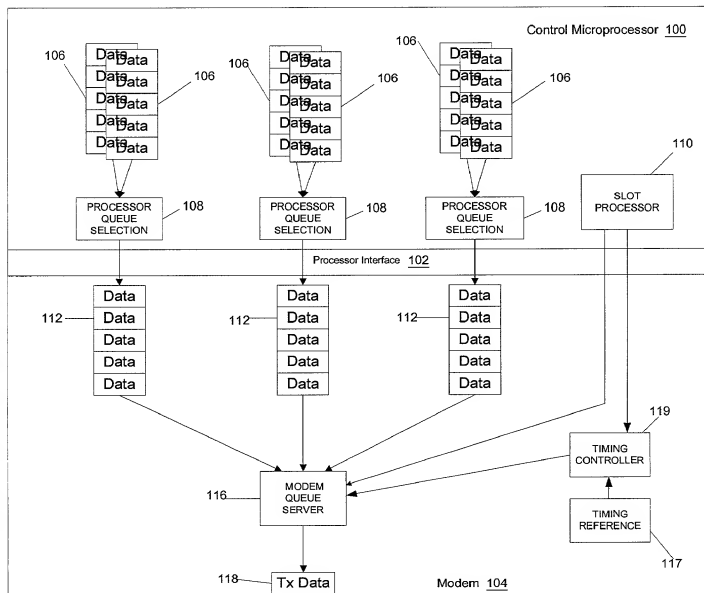 Control Microprocessor 100
106 Data Data 106 106 Data Data 106 106 Data Data 106
Data Data Data Data Data Data
Data Data Data Data Data Data
Data Data Data Data Data Data
Data Data Data Data Data Data
110
PROCESSOR QUEUE SELECTION 108
PROCESSOR QUEUE SELECTION 108
PROCESSOR QUEUE SELECTION 108
SLOT PROCESSOR
Processor Interface 102
Data Data Data
112 Data 112 Data 112 Data
Data Data Data
Data Data Data
Data Data Data
119
TIMING CONTROLLER
116
MODEM QUEUE SERVER
TIMING REFERENCE
117
118 Tx Data
Modem 104